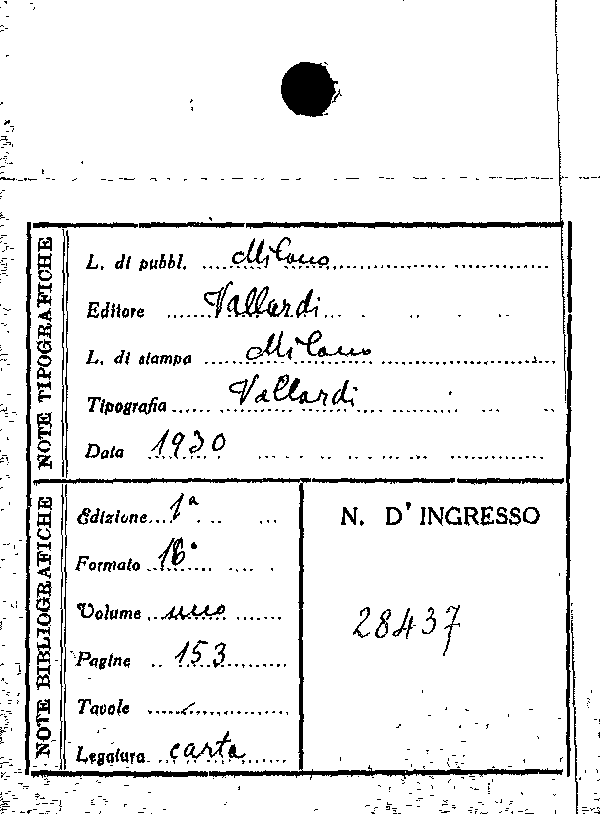 NOTE TIPOGRAFICHE
L. di pubbl. Milano
Editore Vallardi
L. di stampa Milano
Tipografia Vallardi
Data 1930
NOTE BIBLIOGRAFICHE
Edizione 1ª
Formato 16°
Volume uno
Pagine 153
Tavole
Legatura carta
N. D'INGRESSO
28437